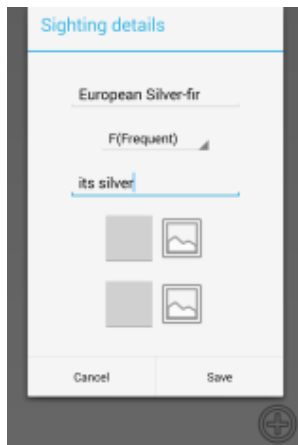 Sighting details
European Silver-fir
F(Frequent)
its silver
Cancel
Save